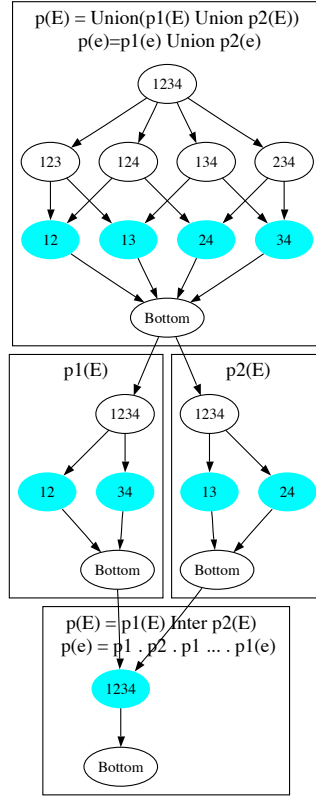 p(E) = Union(p1(E) Union p2(E))
p(e)=p1(e) Union p2(e)
1234
123 124 134 234
12 13 24 34
Bottom
p1(E)
1234
12 34
Bottom
p2(E)
1234
13 24
Bottom
p(E) = p1(E) Inter p2(E)
p(e) = p1 . p2 . p1 ... . p1(e)
1234
Bottom